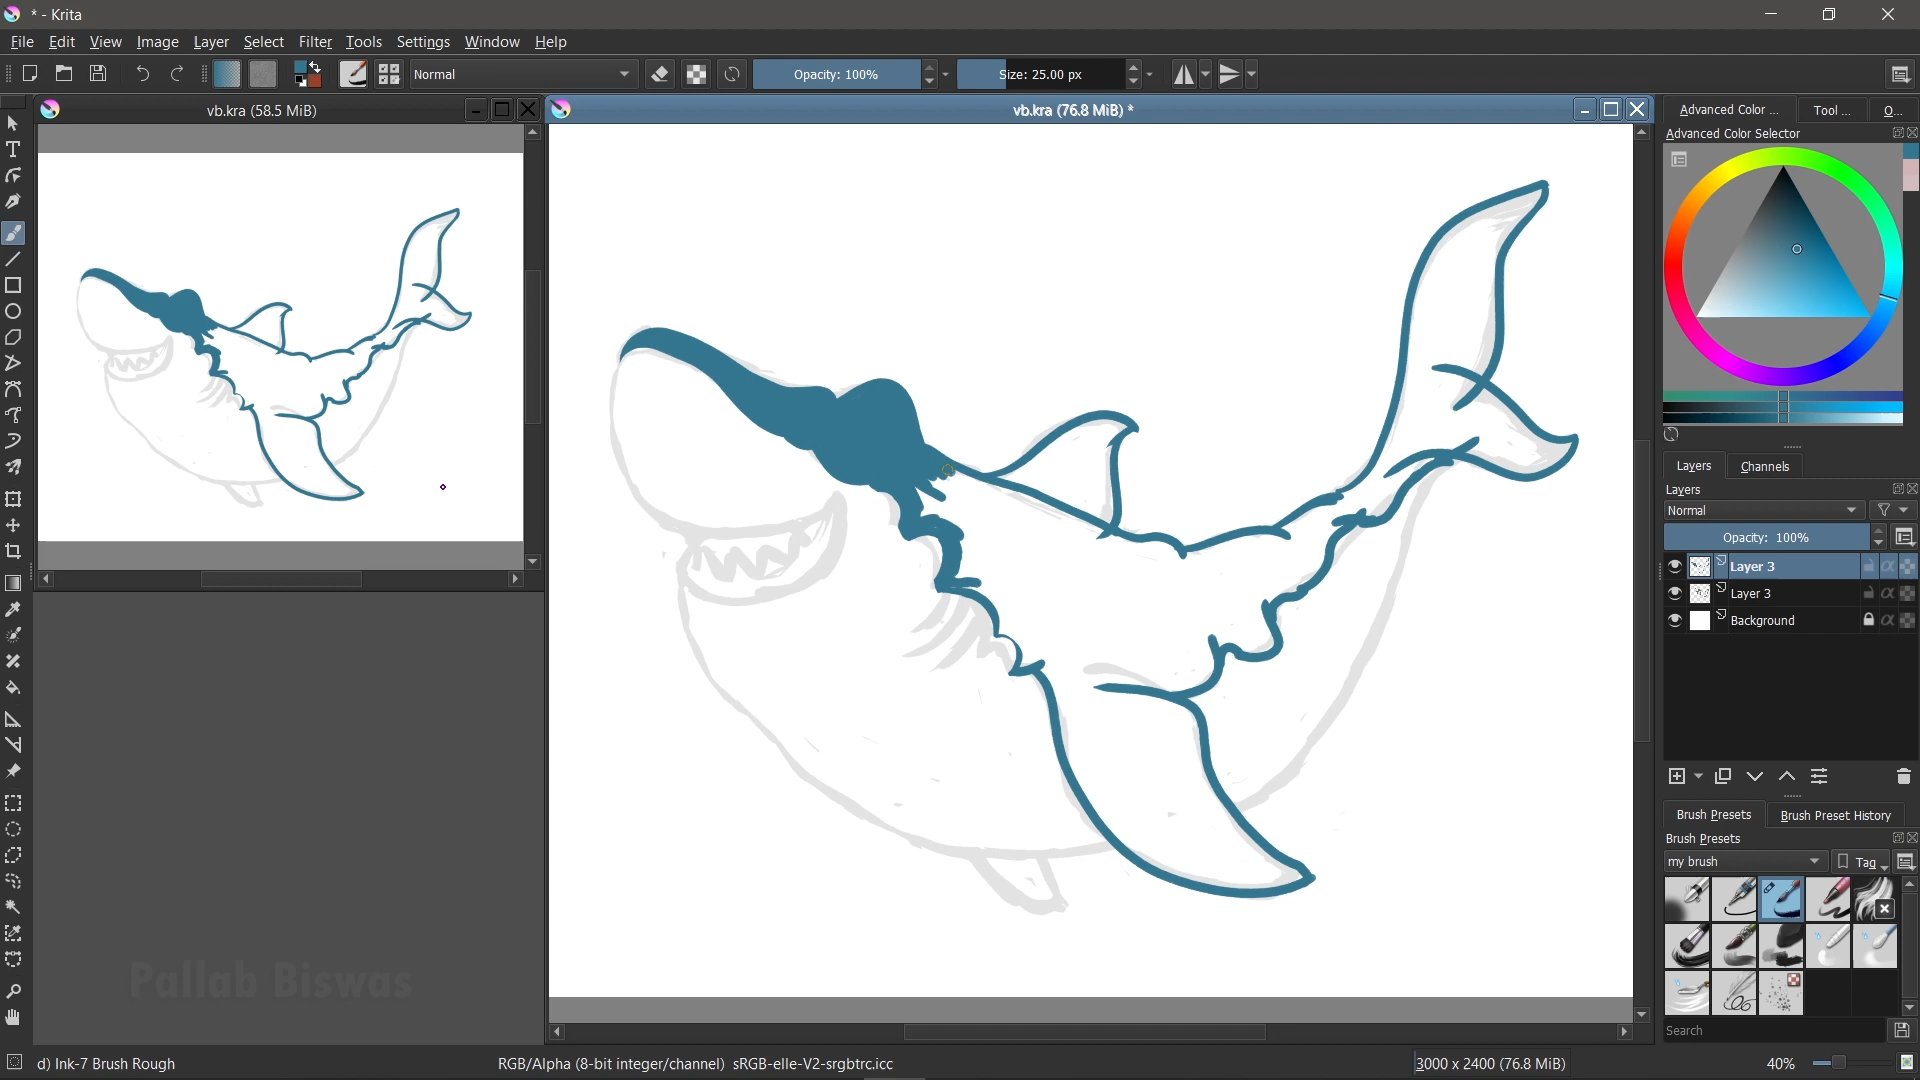 * - Krita
File Edit View Image Layer Select Filter Tools Settings Window Help
Normal Opacity: 100% Size: 25.00 px
vb.kra (58.5 MiB)
vb.kra (76.8 MiB) *
Advanced Color ... Tool ... O...
Advanced Color Selector
Layers Channels
Layers
Normal
Opacity: 100%
Layer 3
Layer 3
Background
Brush Presets Brush Preset History
Brush Presets
my brush Tag
Search
Pallab Biswas
d) Ink-7 Brush Rough RGB/Alpha (8-bit integer/channel) sRGB-elle-V2-srgbtrc.icc 3000 x 2400 (76.8 MiB) 40%